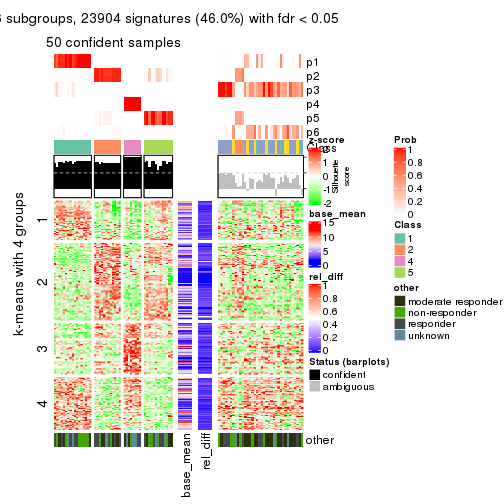 subgroups, 23904 signatures (46.0%) with fdr < 0.05
50 confident samples
p1
p2
p3
p4
p5
p6
k-means with 4 groups
1
2
3
4
base_mean
rel_diff
other
z-score
1
0
-1
-2
Silhouette
score
base_mean
15
10
5
0
rel_diff
1
0.8
0.6
0.4
0.2
0
Status (barplots)
confident
ambiguous
Prob
1
0.8
0.6
0.4
0.2
0
Class
1
2
4
5
other
moderate responder
non-responder
responder
unknown